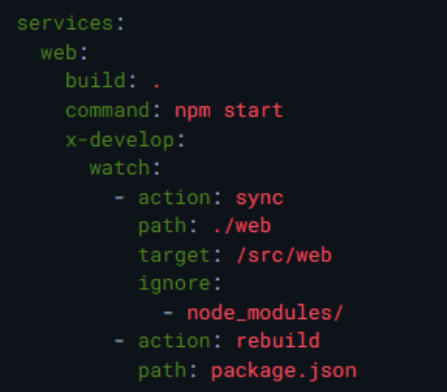 services:
  web:
    build: .
    command: npm start
    x-develop:
      watch:
        - action: sync
          path: ./web
          target: /src/web
          ignore:
            - node_modules/
        - action: rebuild
          path: package.json